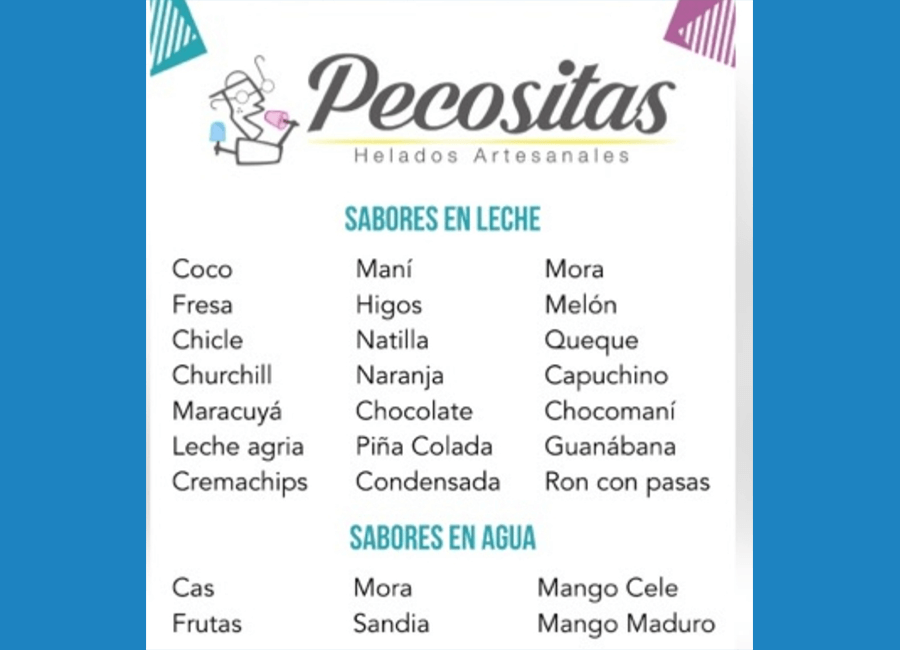 Pecositas
Helados Artesanales
SABORES EN LECHE
Coco Maní Mora
Fresa Higos Melón
Chicle Natilla Queque
Churchill Naranja Capuchino
Maracuyá Chocolate Chocomaní
Leche agria Piña Colada Guanábana
Cremachips Condensada Ron con pasas
SABORES EN AGUA
Cas Mora Mango Cele
Frutas Sandia Mango Maduro